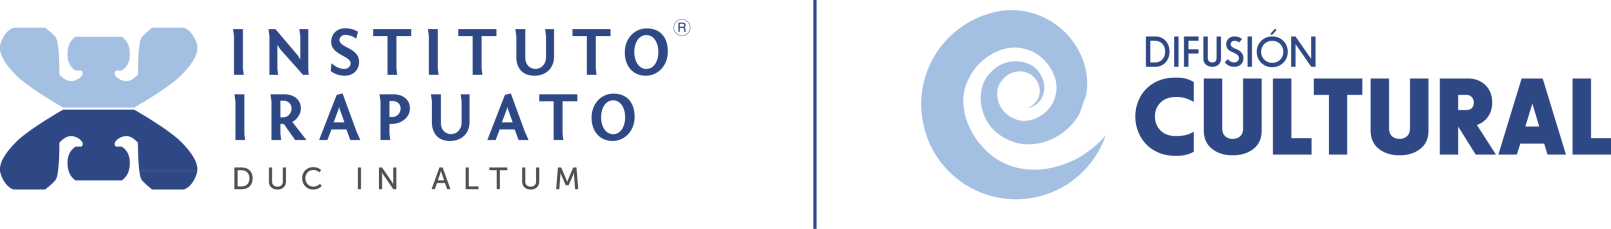 INSTITUTO®
IRAPUATO
DUC IN ALTUM
DIFUSIÓN
CULTURAL